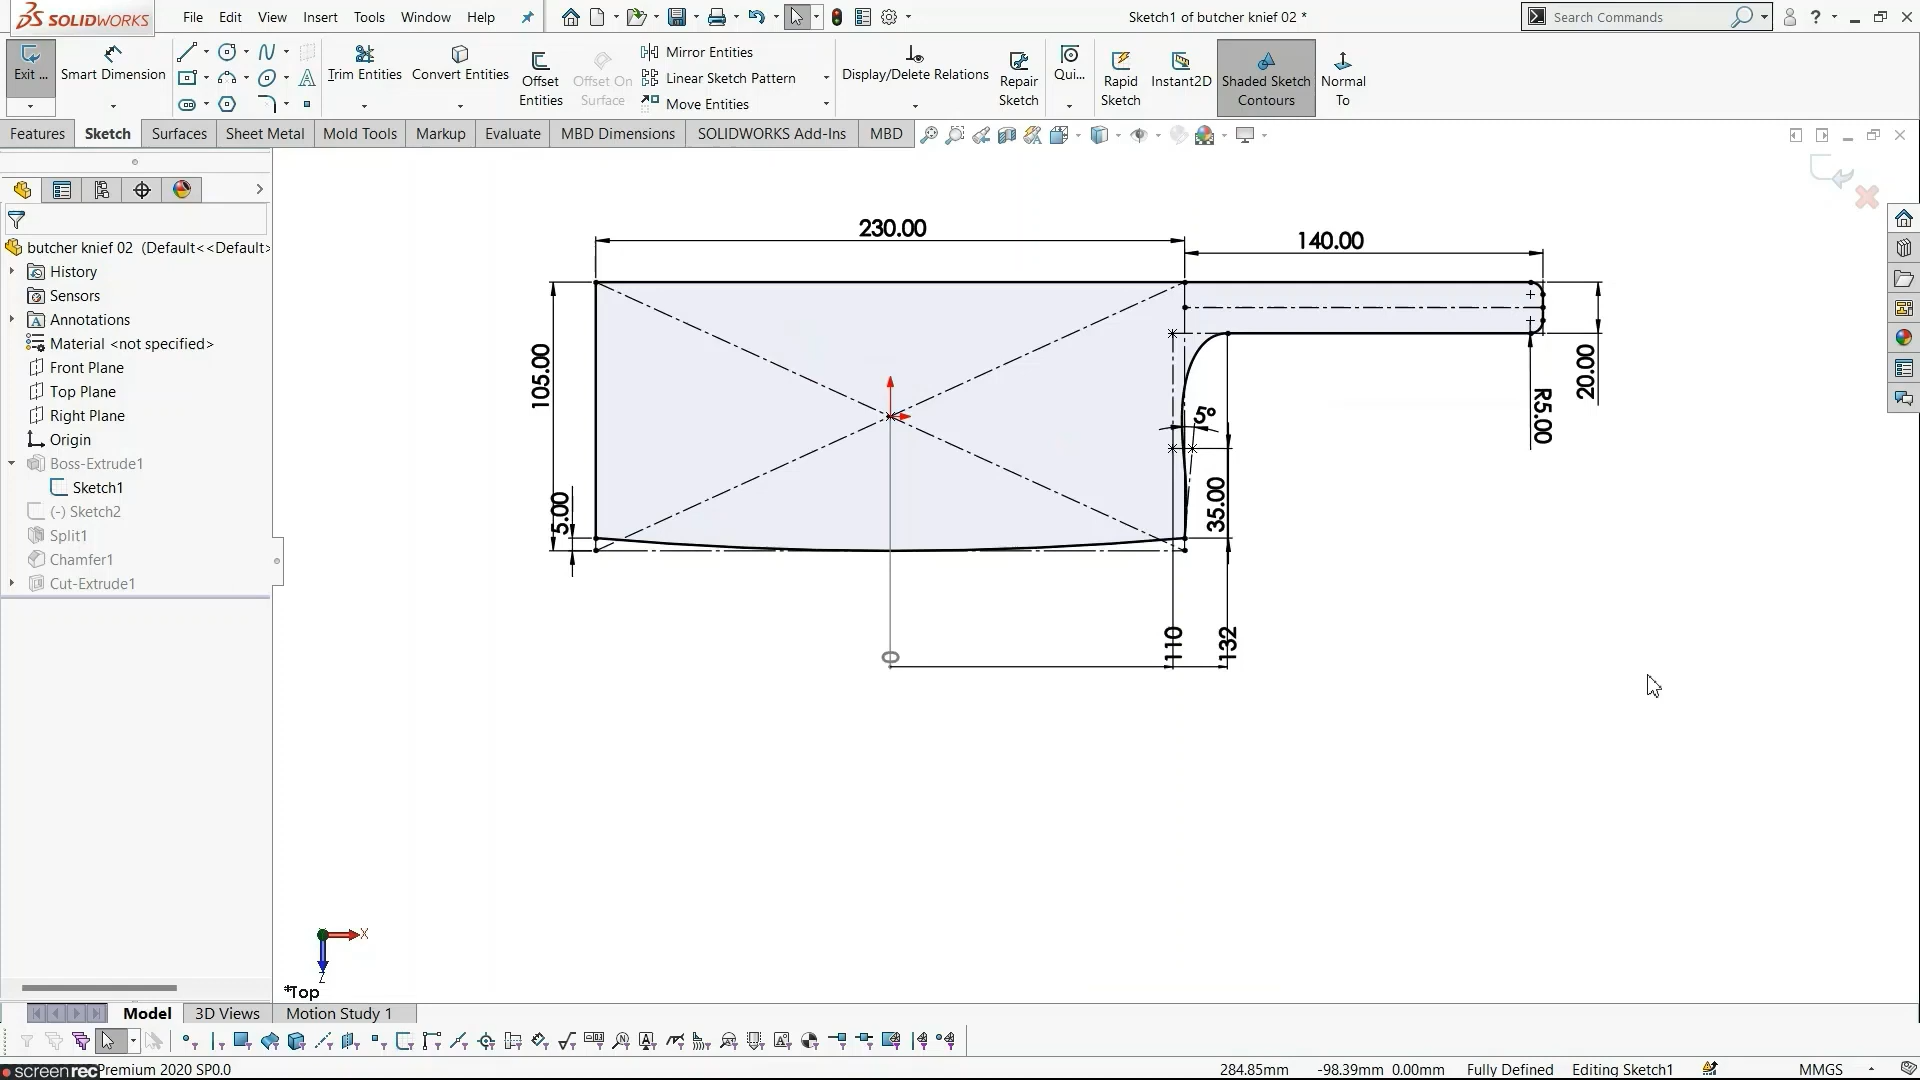 SOLIDWORKS File Edit View Insert Tools Window Help Sketch1 of butcher knief 02 * Search Commands ?
Exit ... Smart Dimension Trim Entities Convert Entities Offset Entities Offset On Surface Mirror Entities
Linear Sketch Pattern
Move Entities
Display/Delete Relations Repair Sketch Qui... Rapid Sketch Instant2D Shaded Sketch Contours Normal To
Features Sketch Surfaces Sheet Metal Mold Tools Markup Evaluate MBD Dimensions SOLIDWORKS Add-Ins MBD
butcher knief 02 (Default<<Default>
History
Sensors
Annotations
Material <not specified>
Front Plane
Top Plane
Right Plane
Origin
Boss-Extrude1
Sketch1
(-) Sketch2
Split1
Chamfer1
Cut-Extrude1
230.00
140.00
105.00
20.00
R5.00
5°
5.00
35.00
0
110
132
X
Z
*Top
Model 3D Views Motion Study 1
screenrec Premium 2020 SP0.0 284.85mm -98.39mm 0.00mm Fully Defined Editing Sketch1 MMGS